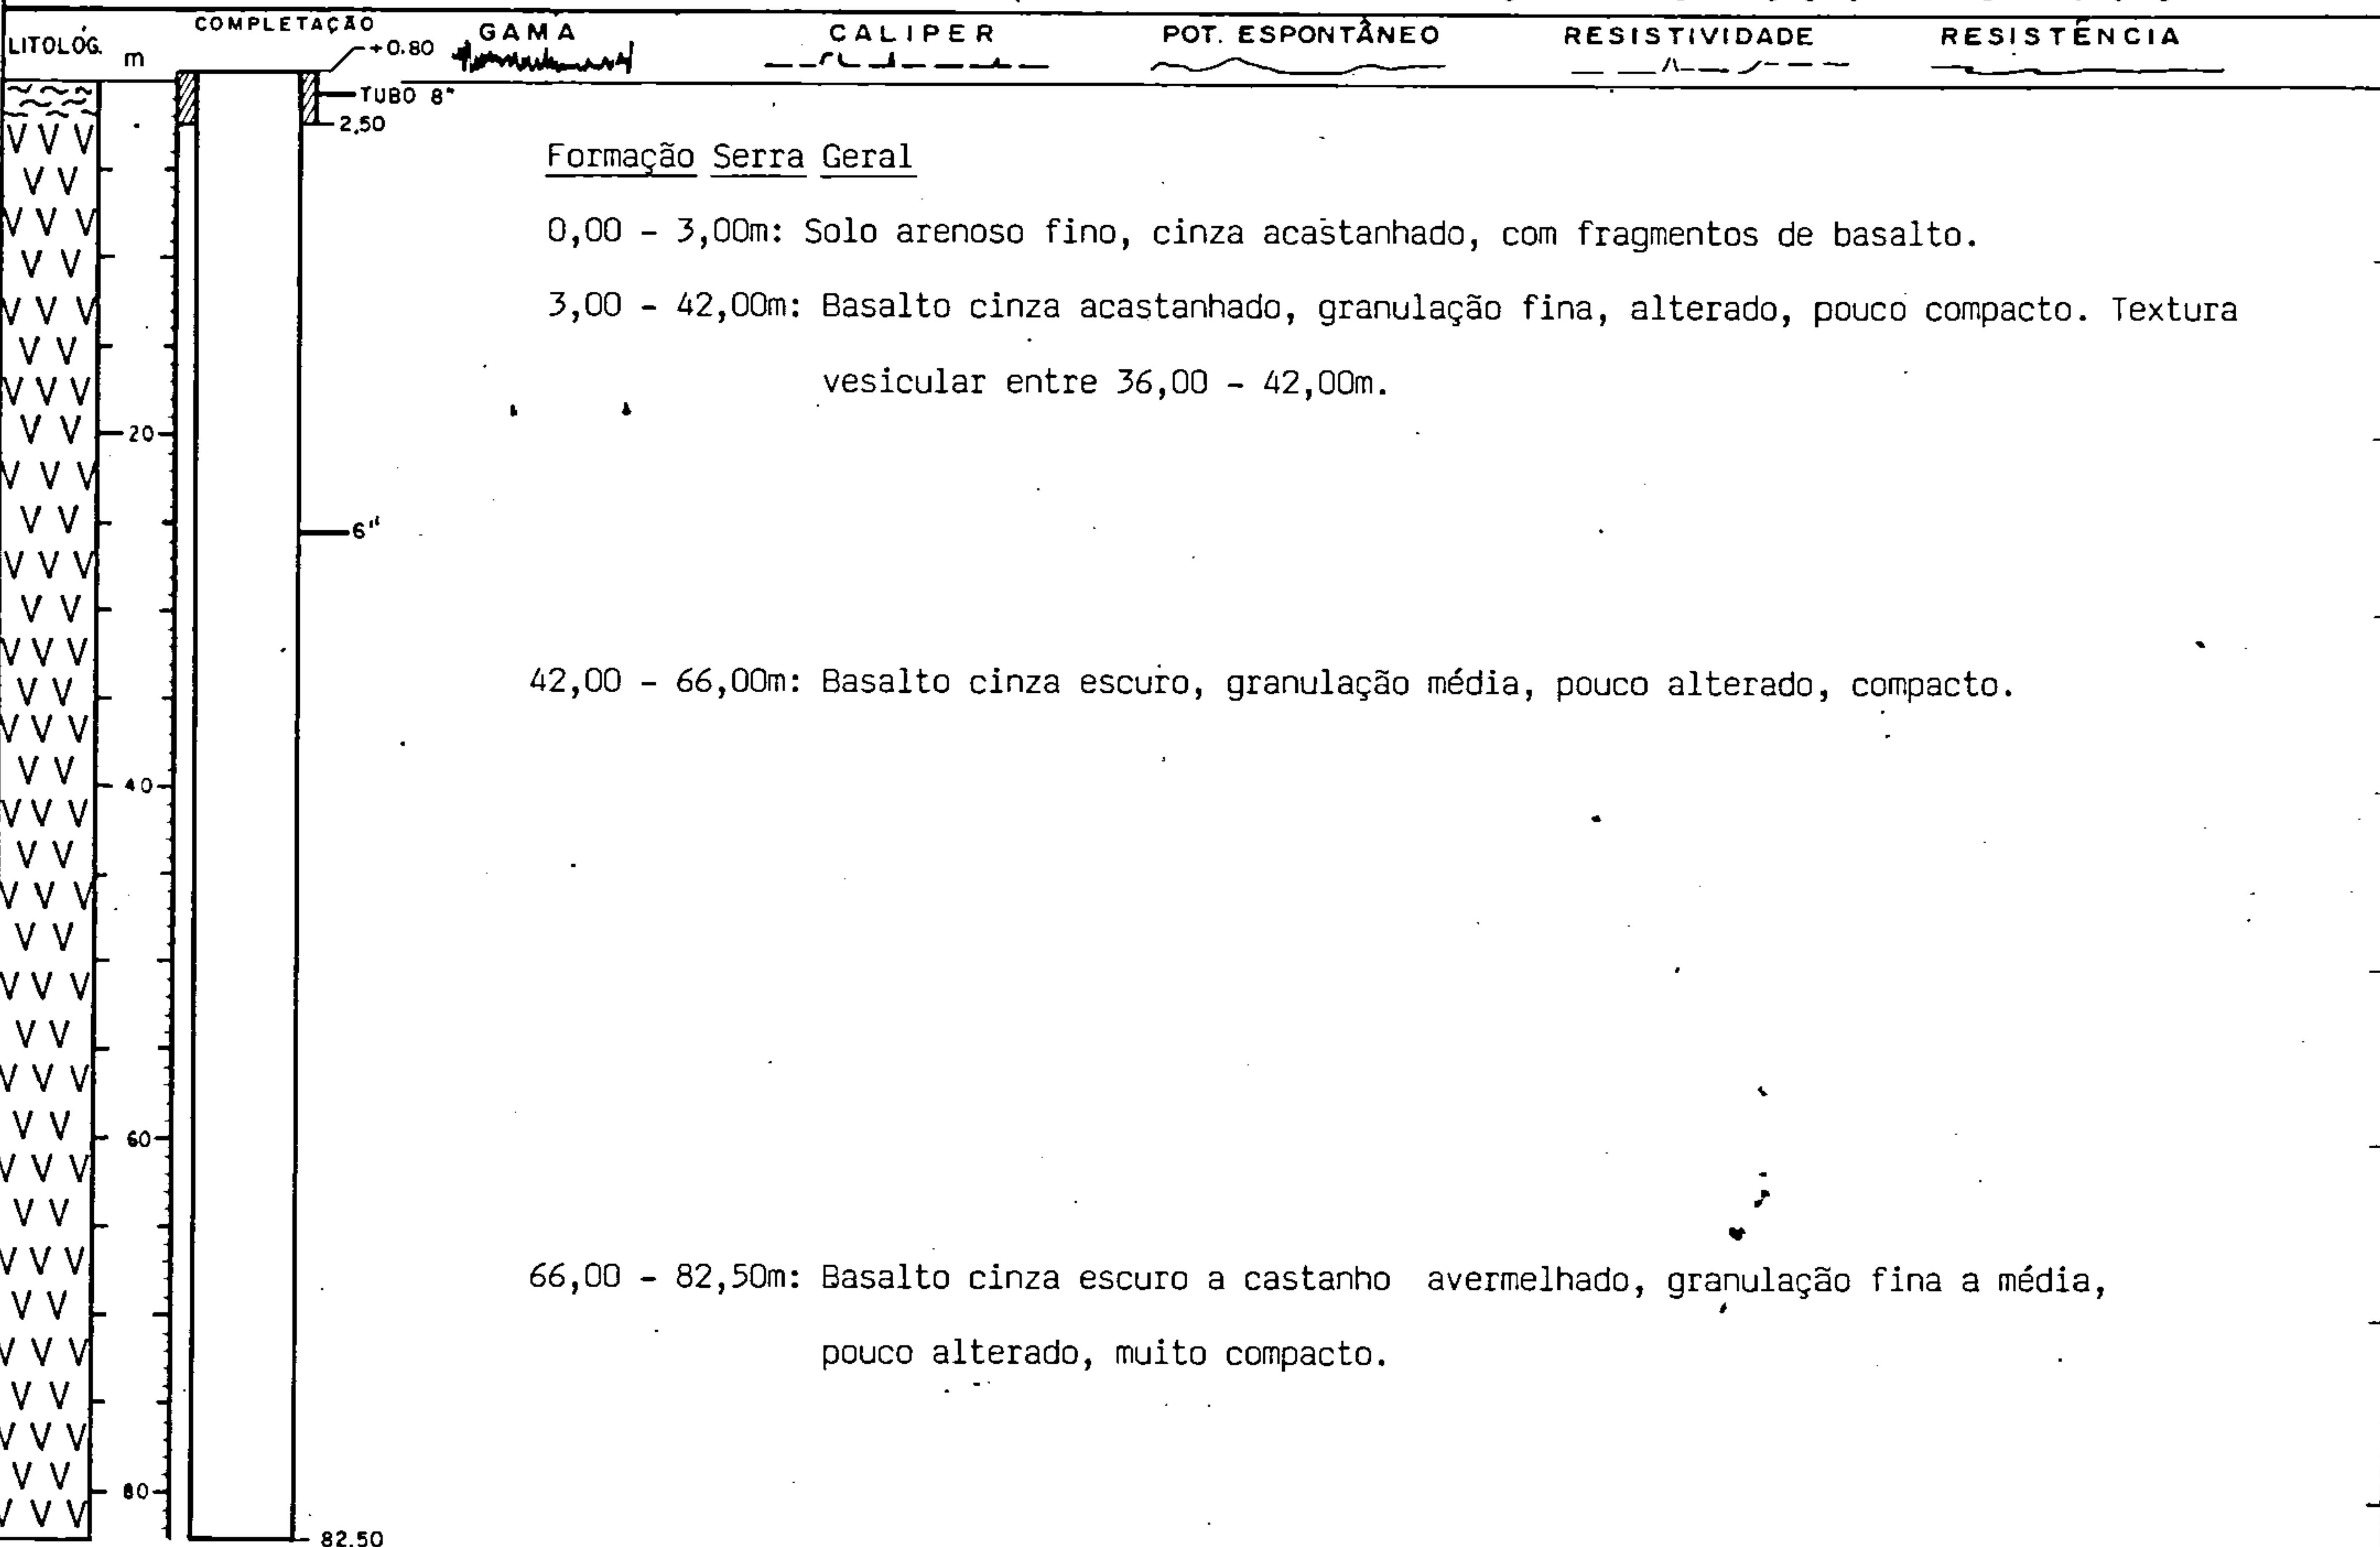 LITOLÓG. m COMPLETAÇÃO GAMA CALIPER POT. ESPONTÂNEO RESISTIVIDADE RESISTÊNCIA
+0.80
TUBO 8"
2,50
Formação Serra Geral
0,00 - 3,00m: Solo arenoso fino, cinza acastanhado, com fragmentos de basalto.
3,00 - 42,00m: Basalto cinza acastanhado, granulação fina, alterado, pouco compacto. Textura
vesicular entre 36,00 - 42,00m.
20
6"
42,00 - 66,00m: Basalto cinza escuro, granulação média, pouco alterado, compacto.
40
60
66,00 - 82,50m: Basalto cinza escuro a castanho avermelhado, granulação fina a média,
pouco alterado, muito compacto.
80
82.50